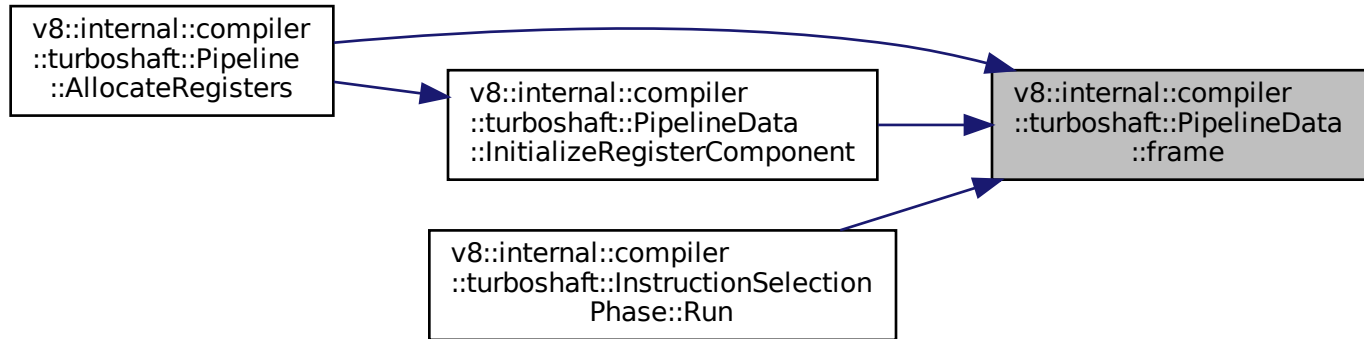 v8::internal::compiler
::turboshaft::Pipeline
::AllocateRegisters
v8::internal::compiler
::turboshaft::PipelineData
::InitializeRegisterComponent
v8::internal::compiler
::turboshaft::PipelineData
::frame
v8::internal::compiler
::turboshaft::InstructionSelection
Phase::Run